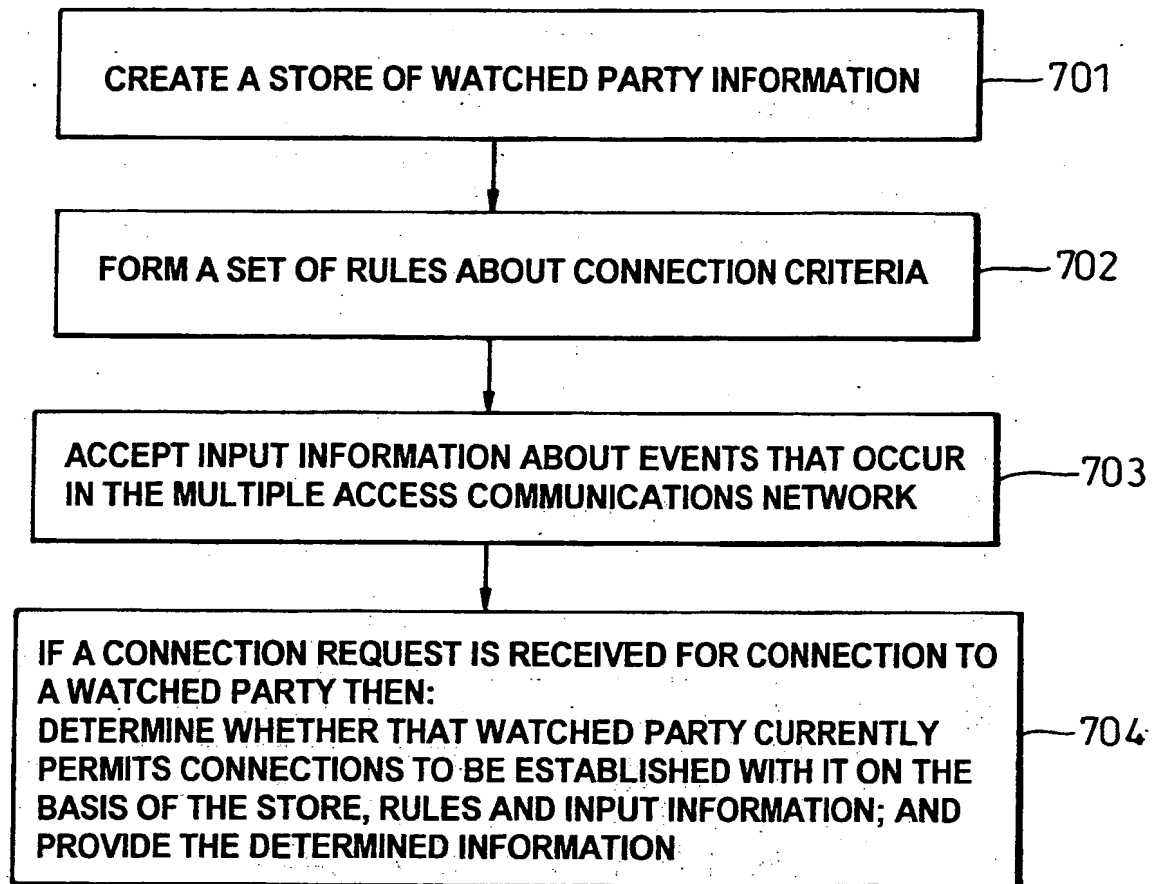 CREATE A STORE OF WATCHED PARTY INFORMATION
701
FORM A SET OF RULES ABOUT CONNECTION CRITERIA
702
ACCEPT INPUT INFORMATION ABOUT EVENTS THAT OCCUR
IN THE MULTIPLE ACCESS COMMUNICATIONS NETWORK
703
IF A CONNECTION REQUEST IS RECEIVED FOR CONNECTION TO
A WATCHED PARTY THEN:
DETERMINE WHETHER THAT WATCHED PARTY CURRENTLY
PERMITS CONNECTIONS TO BE ESTABLISHED WITH IT ON THE
BASIS OF THE STORE, RULES AND INPUT INFORMATION; AND
PROVIDE THE DETERMINED INFORMATION
704